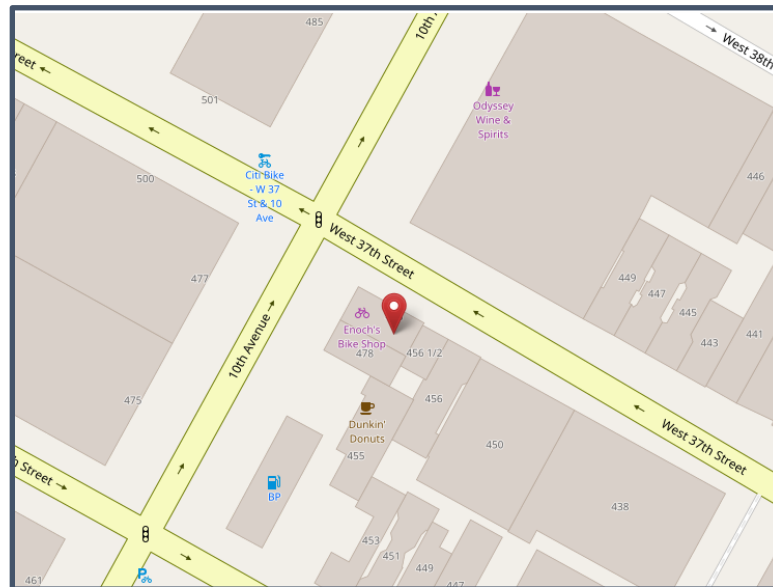 485
10th A
West 38th
reet
501
Odyssey
Wine &
Spirits
500
Citi Bike
- W 37
St & 10
Ave
446
West 37th Street
477
449
447
445
443
441
10th Avenue
Enoch's
Bike Shop
478
456 1/2
475
456
Dunkin'
Donuts
450
West 37th Street
455
h Street
BP
438
453
451
449
447
461
P